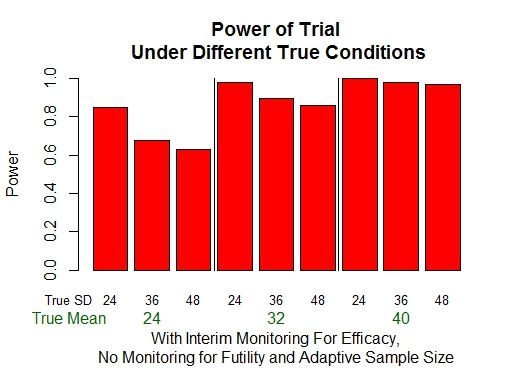 Power of Trial
Under Different True Conditions
Power
1.0
0.8
0.6
0.4
0.2
0.0
True SD 24 36 48 24 36 48 24 36 48
True Mean 24 32 40
With Interim Monitoring For Efficacy,
No Monitoring for Futility and Adaptive Sample Size